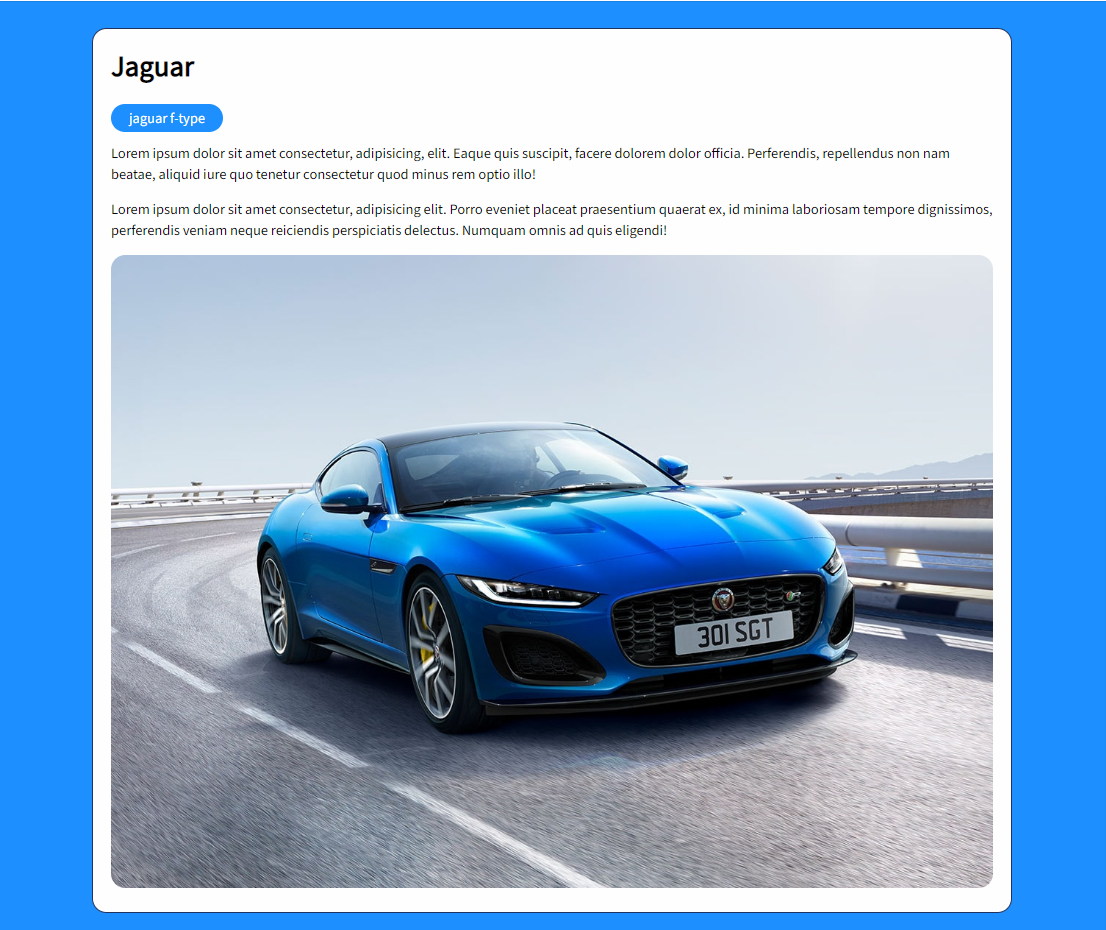 Jaguar
jaguar f-type
Lorem ipsum dolor sit amet consectetur, adipisicing, elit. Eaque quis suscipit, facere dolorem dolor officia. Perferendis, repellendus non nam
beatae, aliquid iure quo tenetur consectetur quod minus rem optio illo!
Lorem ipsum dolor sit amet consectetur, adipisicing elit. Porro eveniet placeat praesentium quaerat ex, id minima laboriosam tempore dignissimos,
perferendis veniam neque reiciendis perspiciatis delectus. Numquam omnis ad quis eligendi!
301 SGT